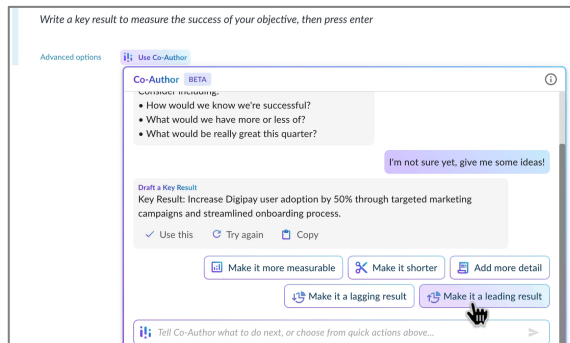 Write a key result to measure the success of your objective, then press enter
Advanced options
Use Co-Author
Co-Author BETA
Consider including:
• How would we know we're successful?
• What would we have more or less of?
• What would be really great this quarter?
I'm not sure yet, give me some ideas!
Draft a Key Result
Key Result: Increase Digipay user adoption by 50% through targeted marketing
campaigns and streamlined onboarding process.
Use this Try again Copy
Make it more measurable Make it shorter Add more detail
Make it a lagging result Make it a leading result
Tell Co-Author what to do next, or choose from quick actions above...